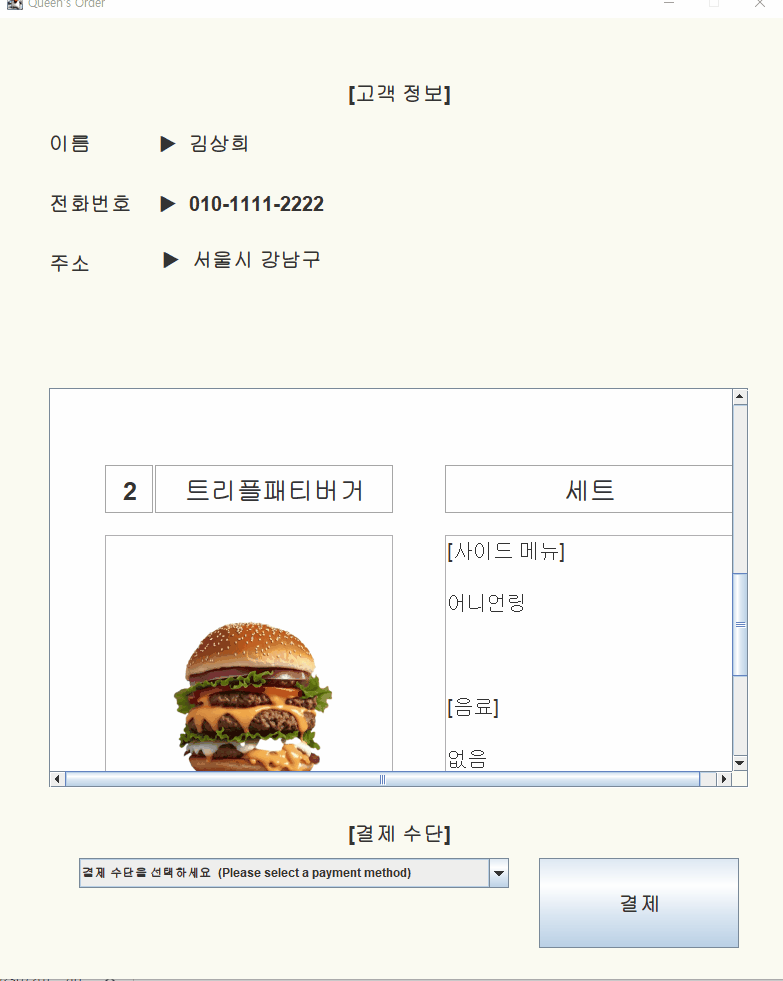 Queen's Order
[고객 정보]
이름 ▶ 김상희
전화번호 ▶ 010-1111-2222
주소 ▶ 서울시 강남구
2 트리플패티버거 세트
[사이드 메뉴]
어니언링
[음료]
없음
[결제 수단]
결제 수단을 선택하세요 (Please select a payment method)
결제